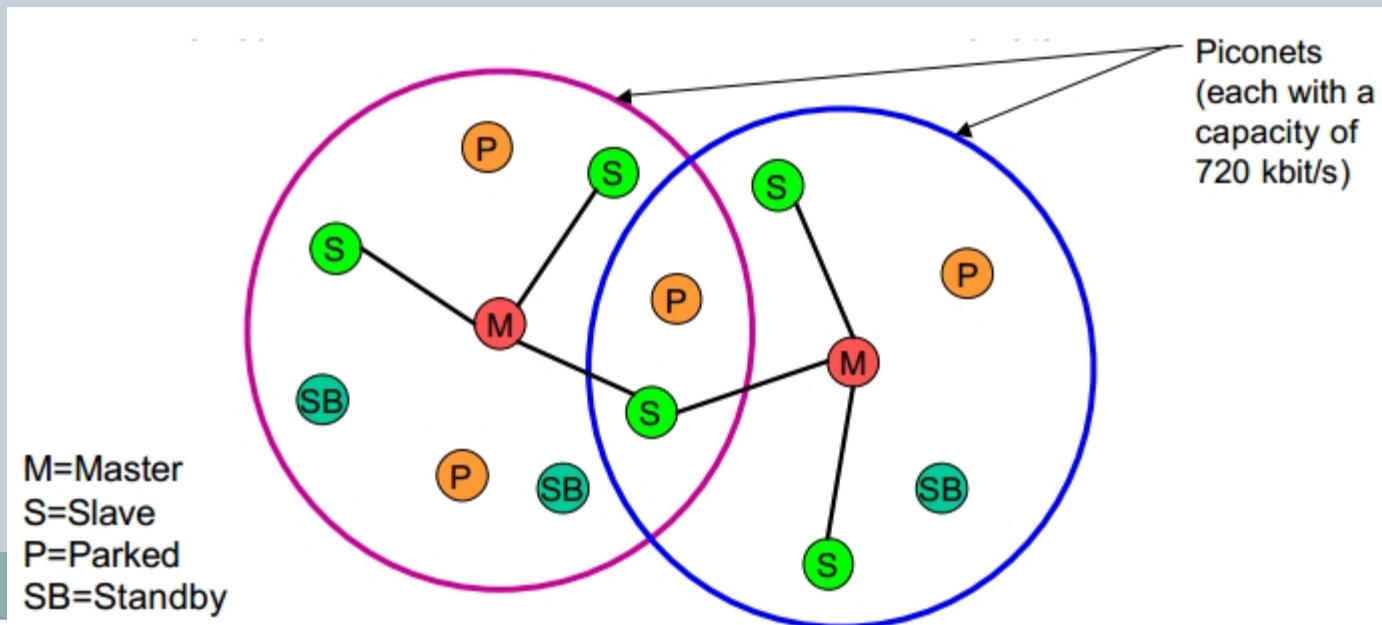 Piconets
(each with a
capacity of
720 kbit/s)
P
S
S
S
P
P
M
M
SB
S
P
SB
SB
S
M=Master
S=Slave
P=Parked
SB=Standby